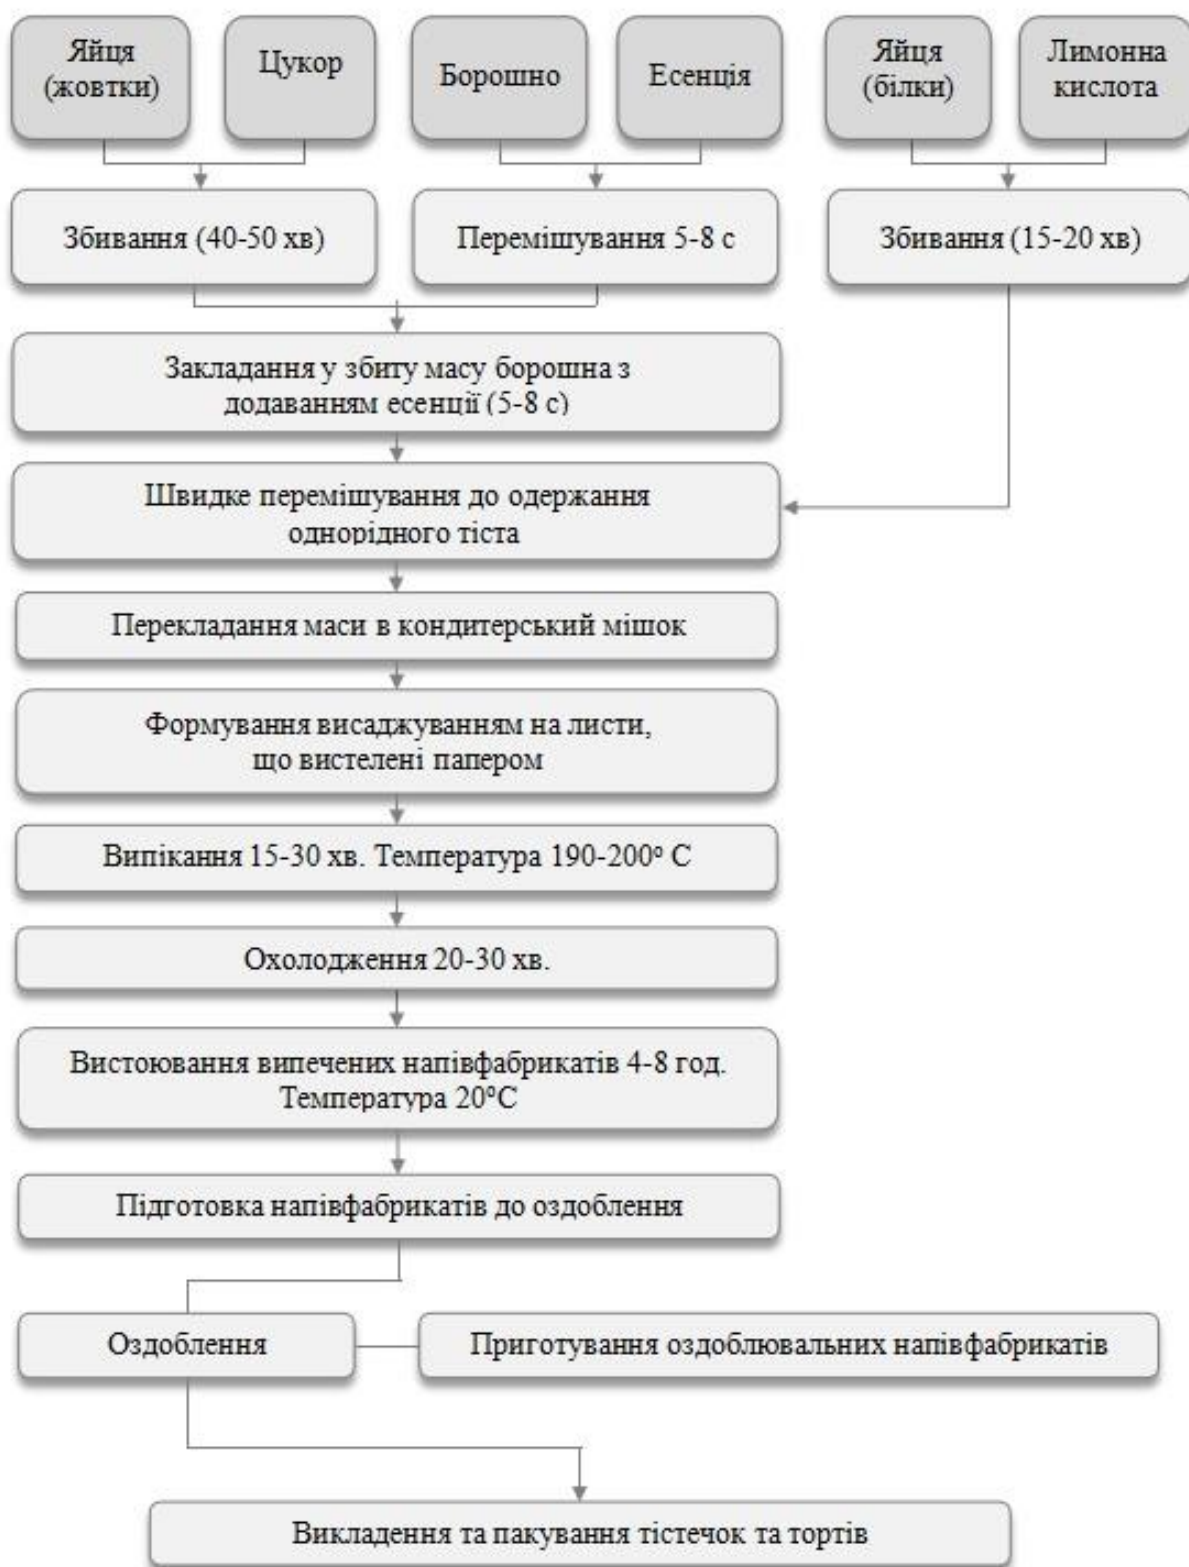 Яйця
(жовтки)
Цукор
Борошно
Есенція
Яйця
(білки)
Лимонна
кислота
Збивання (40-50 хв)
Перемішування 5-8 с
Збивання (15-20 хв)
Закладання у збиту масу борошна з
додаванням есенції (5-8 с)
Швидке перемішування до одержання
однорідного тіста
Перекладання маси в кондитерський мішок
Формування висаджуванням на листи,
що вистелені папером
Випікання 15-30 хв. Температура 190-200º С
Охолодження 20-30 хв.
Вистоювання випечених напівфабрикатів 4-8 год.
Температура 20ºС
Підготовка напівфабрикатів до оздоблення
Оздоблення
Приготування оздоблювальних напівфабрикатів
Викладення та пакування тістечок та тортів